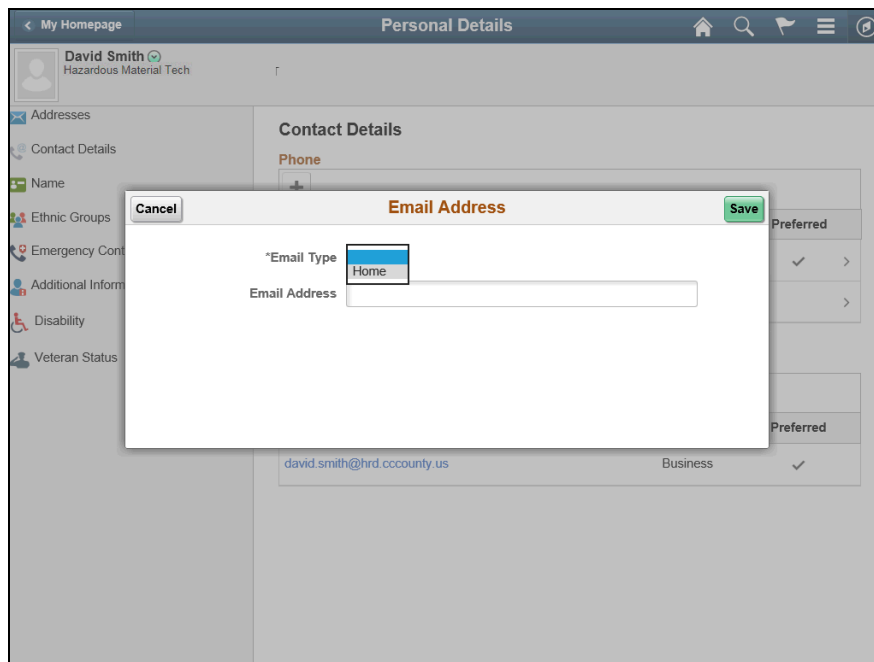 My Homepage
Personal Details
David Smith
Hazardous Material Tech
Addresses
Contact Details
Name
Ethnic Groups
Emergency Cont
Additional Inform
Disability
Veteran Status
Contact Details
Phone
+
Preferred
Cancel
Email Address
Save
*Email Type
Home
Email Address
Preferred
david.smith@hrd.cccounty.us Business